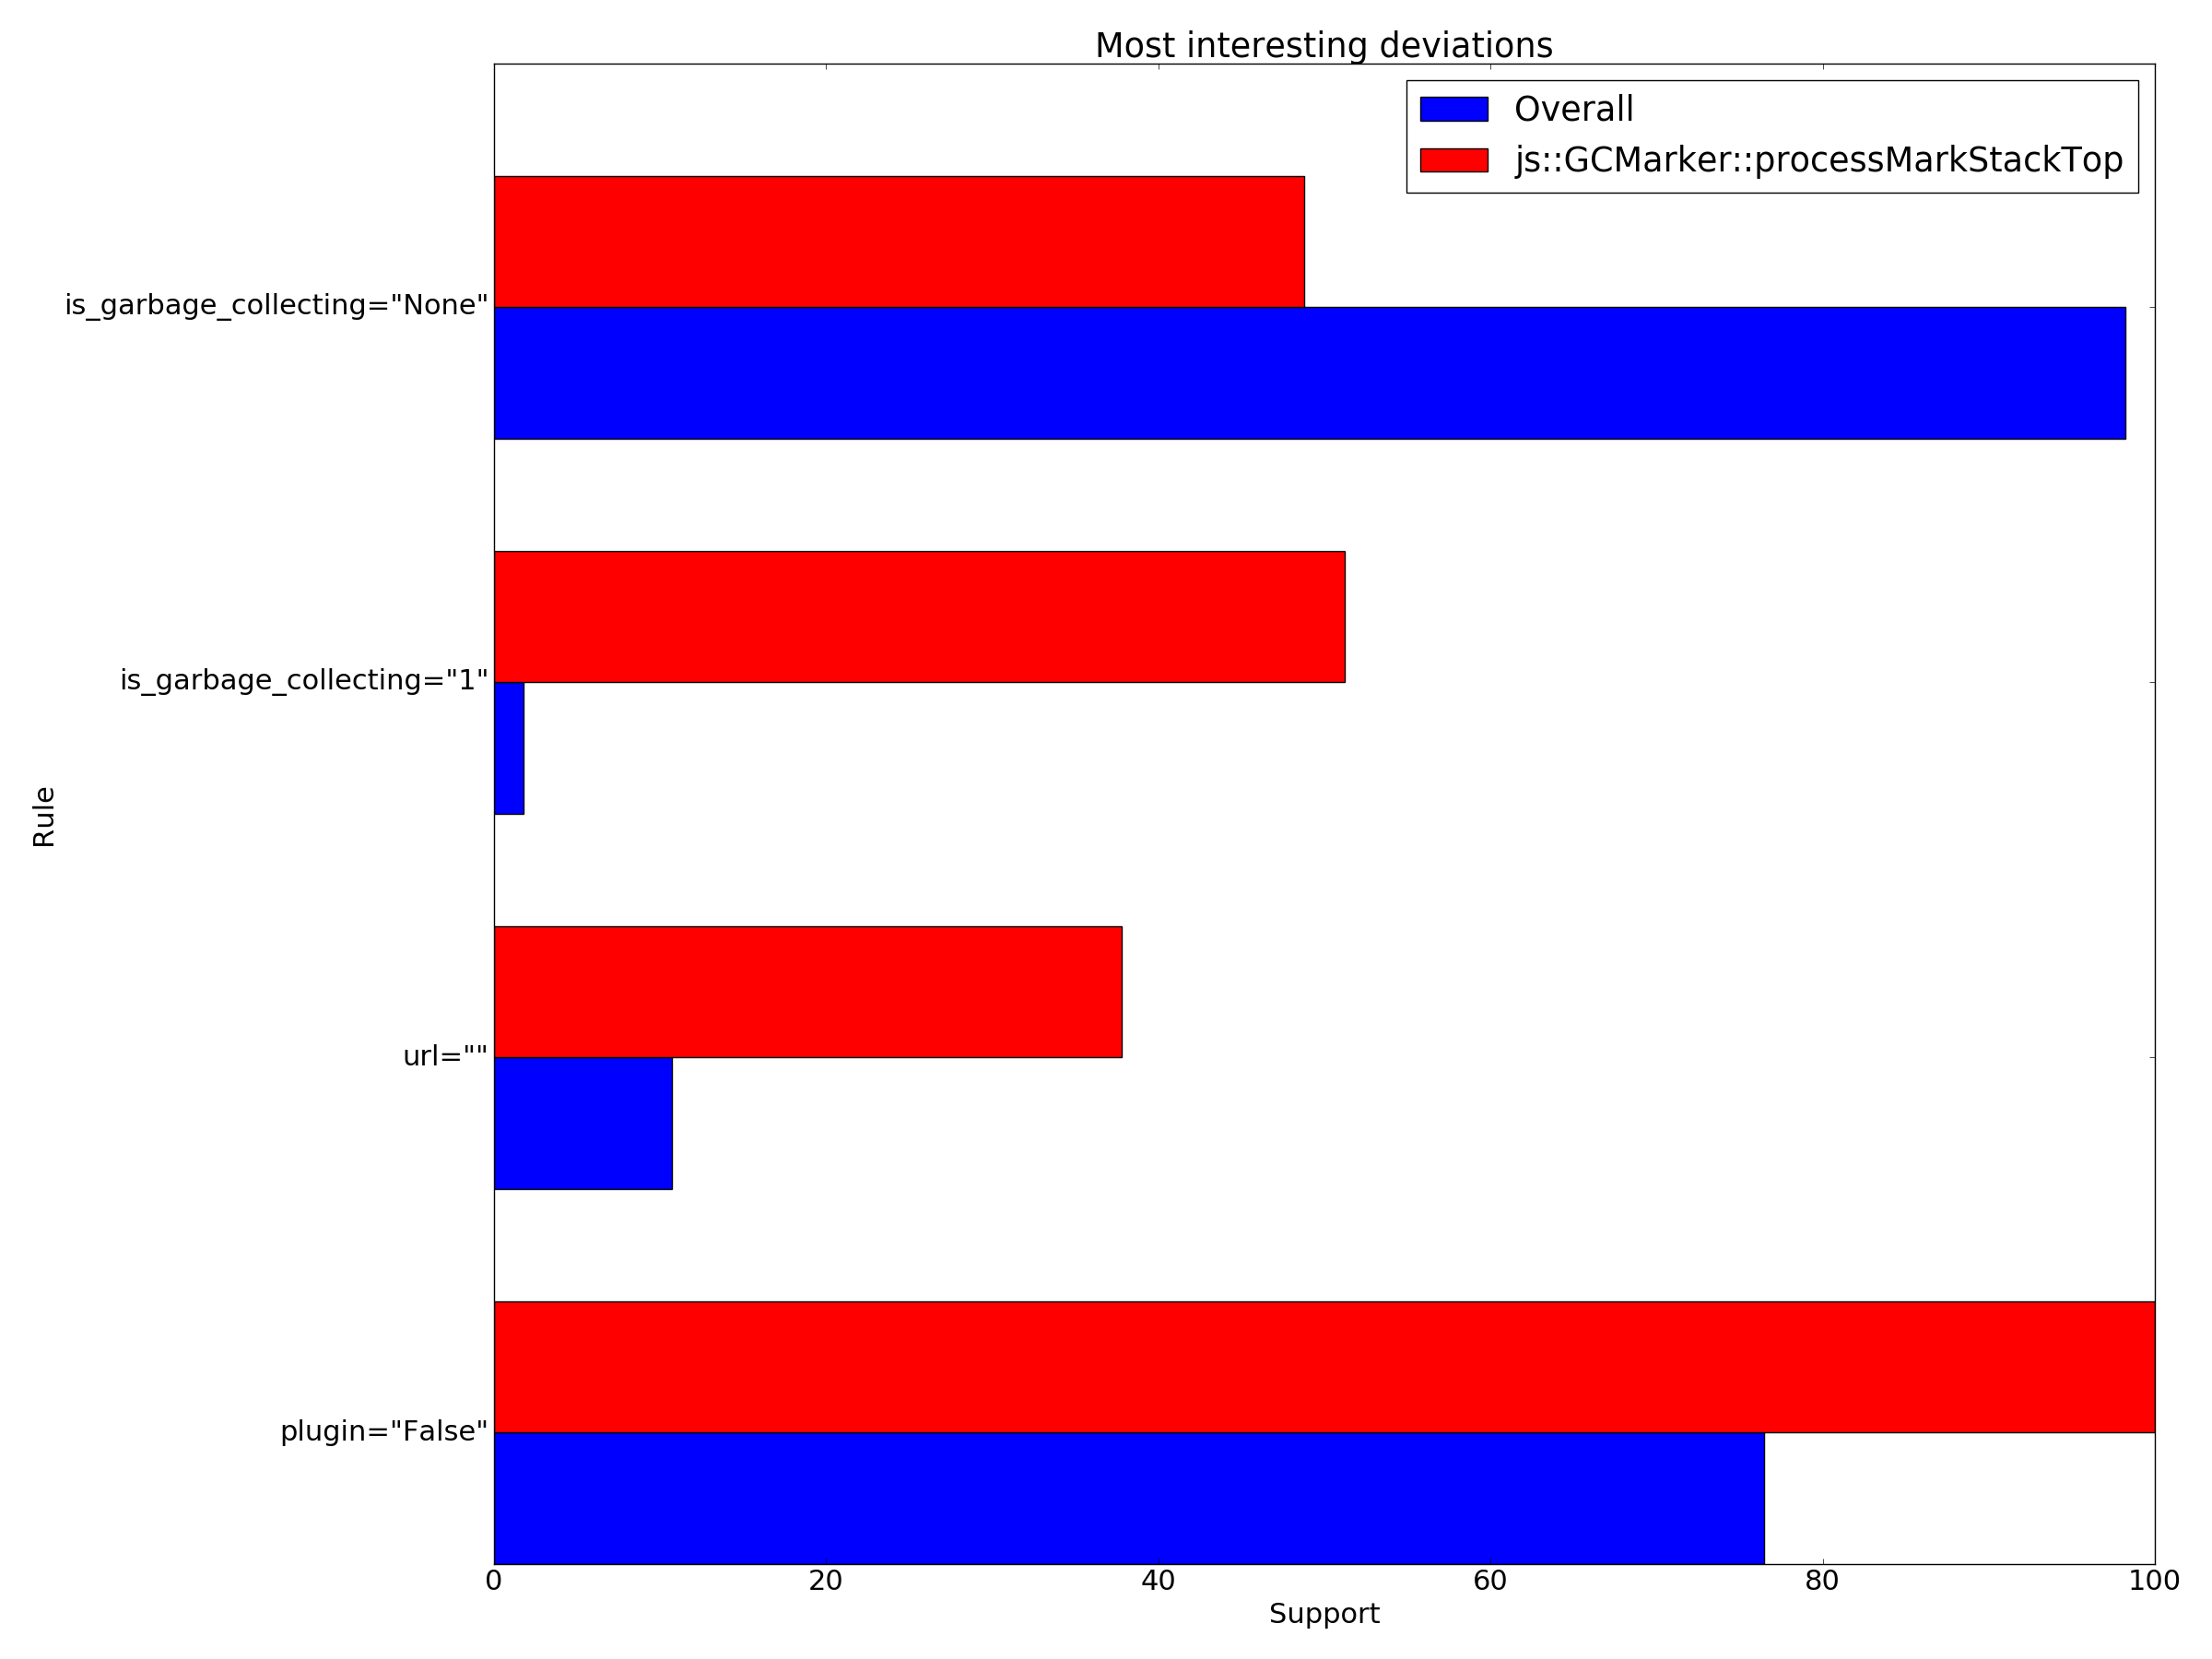 Most interesting deviations
Overall
js::GCMarker::processMarkStackTop
is_garbage_collecting="None"
is_garbage_collecting="1"
url=""
plugin="False"
Rule
0 20 40 60 80 100
Support